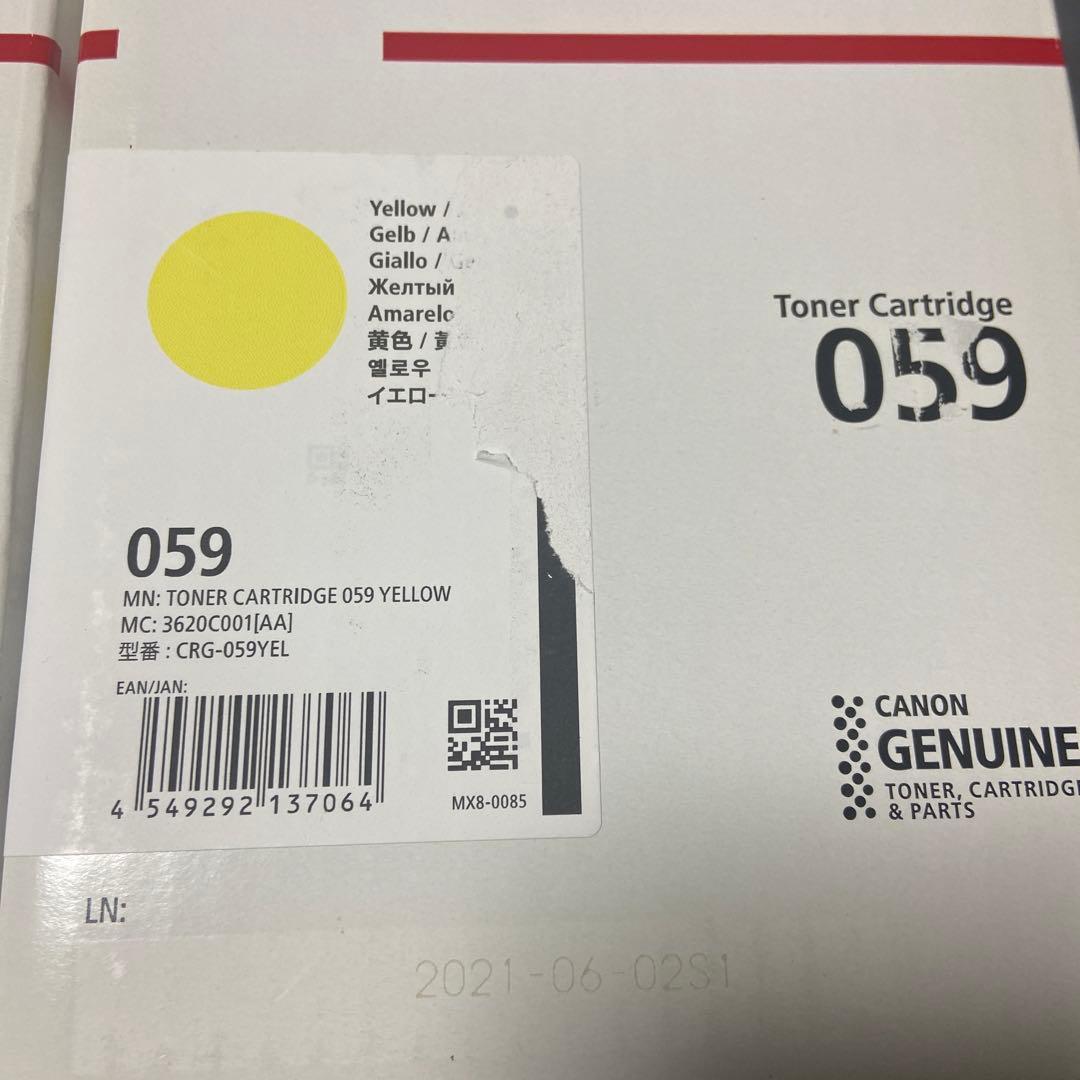 Yellow /
Gelb /
Giallo /
Желтый
Amarelo
黄色 /
옐로우
イエロー
059
MN: TONER CARTRIDGE 059 YELLOW
MC: 3620C001[AA]
型番 : CRG-059YEL
EAN/JAN:
4 549292 137064
MX8-0085
LN:
2021-06-02S1
Toner Cartridge
059
CANON
GENUINE
TONER, CARTRIDGE
& PARTS